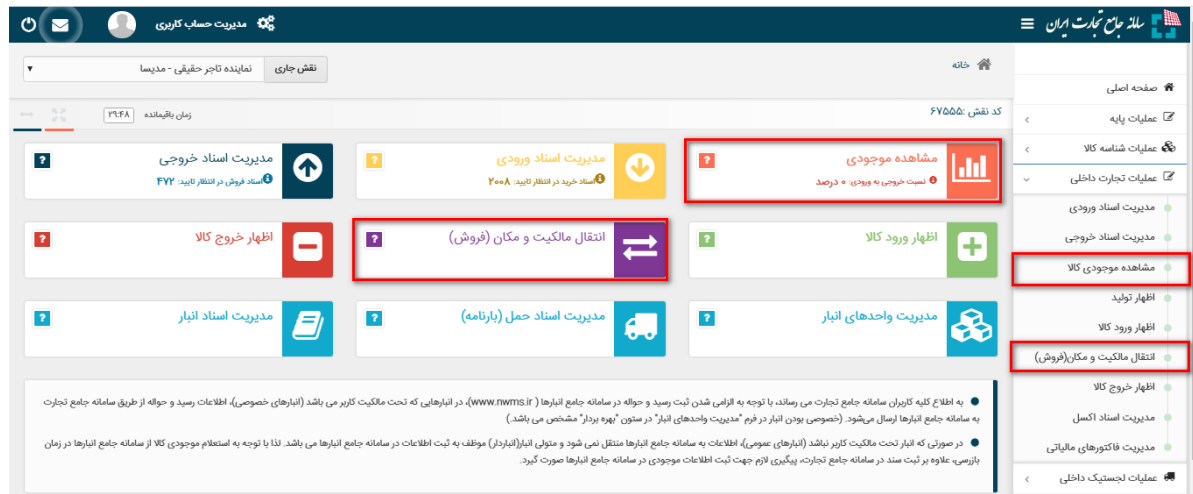 سامانه جامع تجارت ایران
مدیریت حساب کاربری
خانه
نقش جاری
نماینده تاجر حقیقی - مدیسا
کد نقش :۶۷۵۵۵
زمان باقیمانده ۲۹:۴۸
صفحه اصلی
عملیات پایه
عملیات شناسه کالا
عملیات تجارت داخلی
مدیریت اسناد ورودی
مدیریت اسناد خروجی
مشاهده موجودی کالا
اظهار تولید
اظهار ورود کالا
انتقال مالکیت و مکان(فروش)
اظهار خروج کالا
مدیریت اسناد اکسل
مدیریت فاکتورهای مالیاتی
عملیات لجستیک داخلی
مشاهده موجودی
?
نسبت خروجی به ورودی: ۰ درصد
مدیریت اسناد ورودی
?
اسناد خرید در انتظار تایید: ۲۰۰۸
مدیریت اسناد خروجی
?
اسناد فروش در انتظار تایید: ۴۷۲
اظهار ورود کالا
?
انتقال مالکیت و مکان (فروش)
?
اظهار خروج کالا
?
مدیریت واحدهای انبار
?
مدیریت اسناد حمل (بارنامه)
?
مدیریت اسناد انبار
?
به اطلاع کلیه کاربران سامانه جامع تجارت می رساند، با توجه به الزامی شدن ثبت رسید و حواله در سامانه جامع انبارها ( www.nwms.ir)، در انبارهایی که تحت مالکیت کاربر می باشد (انبارهای خصوصی)، اطلاعات رسید و حواله از طریق سامانه جامع تجارت
به سامانه جامع انبارها ارسال می‌شود. (خصوصی بودن انبار در فرم "مدیریت واحدهای انبار" در ستون "بهره بردار" مشخص می باشد.)
در صورتی که انبار تحت مالکیت کاربر نباشد (انبارهای عمومی)، اطلاعات به سامانه جامع انبارها منتقل نمی شود و متولی انبار(انباردار) موظف به ثبت اطلاعات در سامانه جامع انبارها می باشد. لذا با توجه به استعلام موجودی کالا از سامانه جامع انبارها در زمان
بازرسی، علاوه بر ثبت سند در سامانه جامع تجارت، پیگیری لازم جهت ثبت اطلاعات موجودی در سامانه جامع انبارها صورت گیرد.